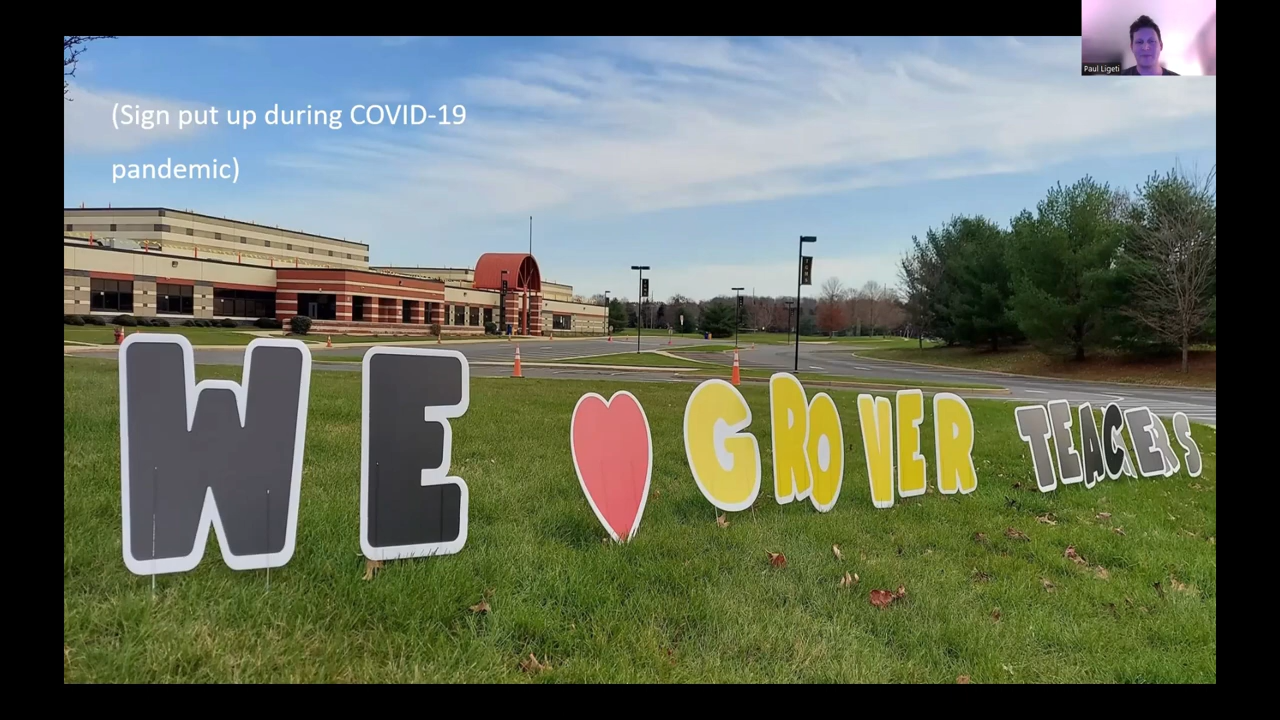 Paul Ligeti
(Sign put up during COVID-19
pandemic)
WE GROVER TEACHERS